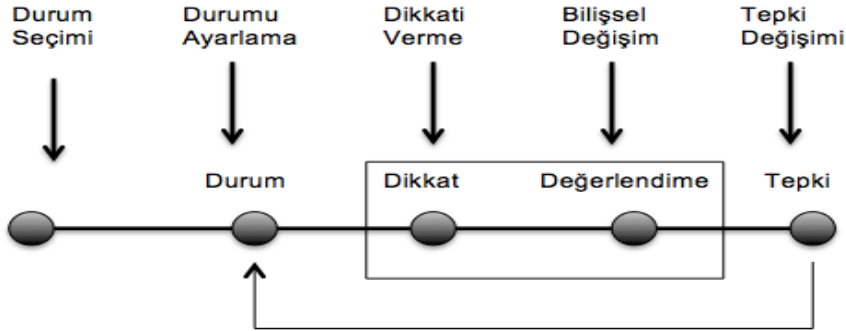 Durum
Seçimi
Durumu
Ayarlama
Dikkati
Verme
Bilişsel
Değişim
Tepki
Değişimi
Durum
Dikkat
Değerlendime
Tepki